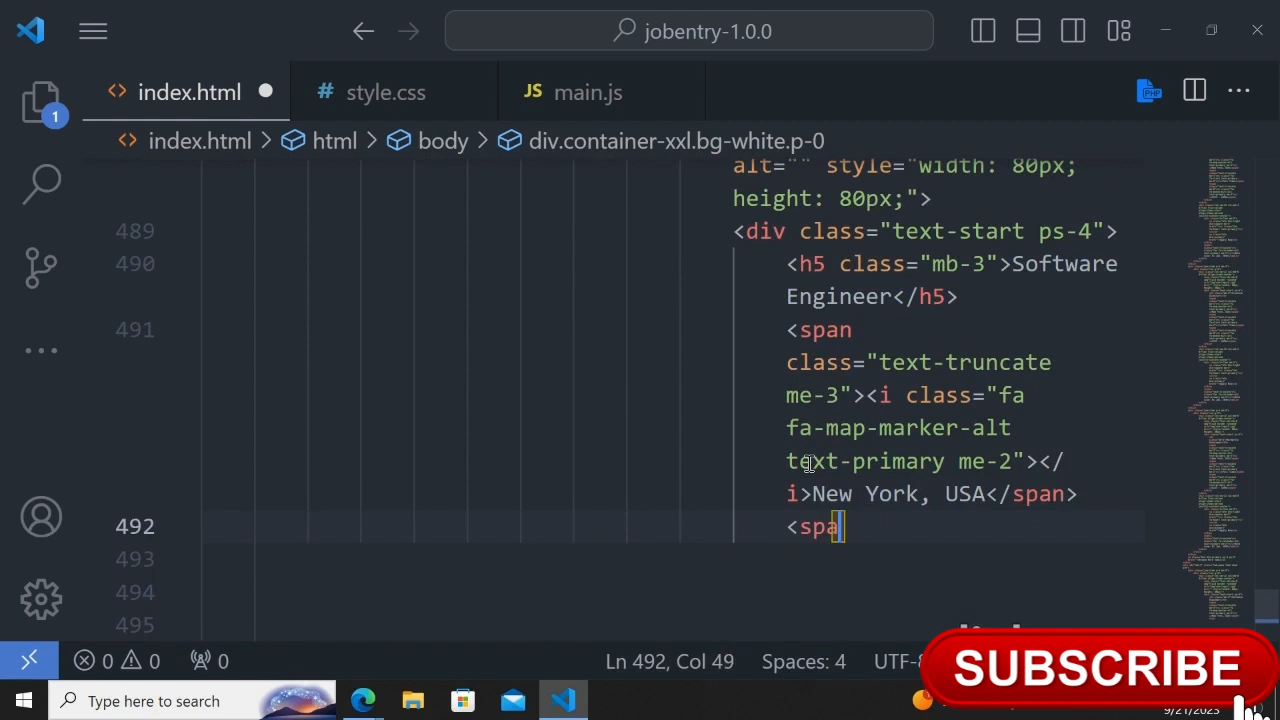 jobentry-1.0.0
index.html
# style.css
JS main.js
PHP
1
index.html > html > body > div.container-xxl.bg-white.p-0
alt="" style="width: 80px;
height: 80px;">
489 <div class="text-start ps-4">
490 <h5 class="mb-3">Software
Engineer</h5>
491 <span
class="text-truncate
me-3"><i class="fa
fa-map-marker-alt
text-primary me-2"></
i>New York, USA</span>
492 <spa
493
494
495
0 0 0 Ln 492, Col 49 Spaces: 4
SUBSCRIBE
Type here to search
9/21/2023